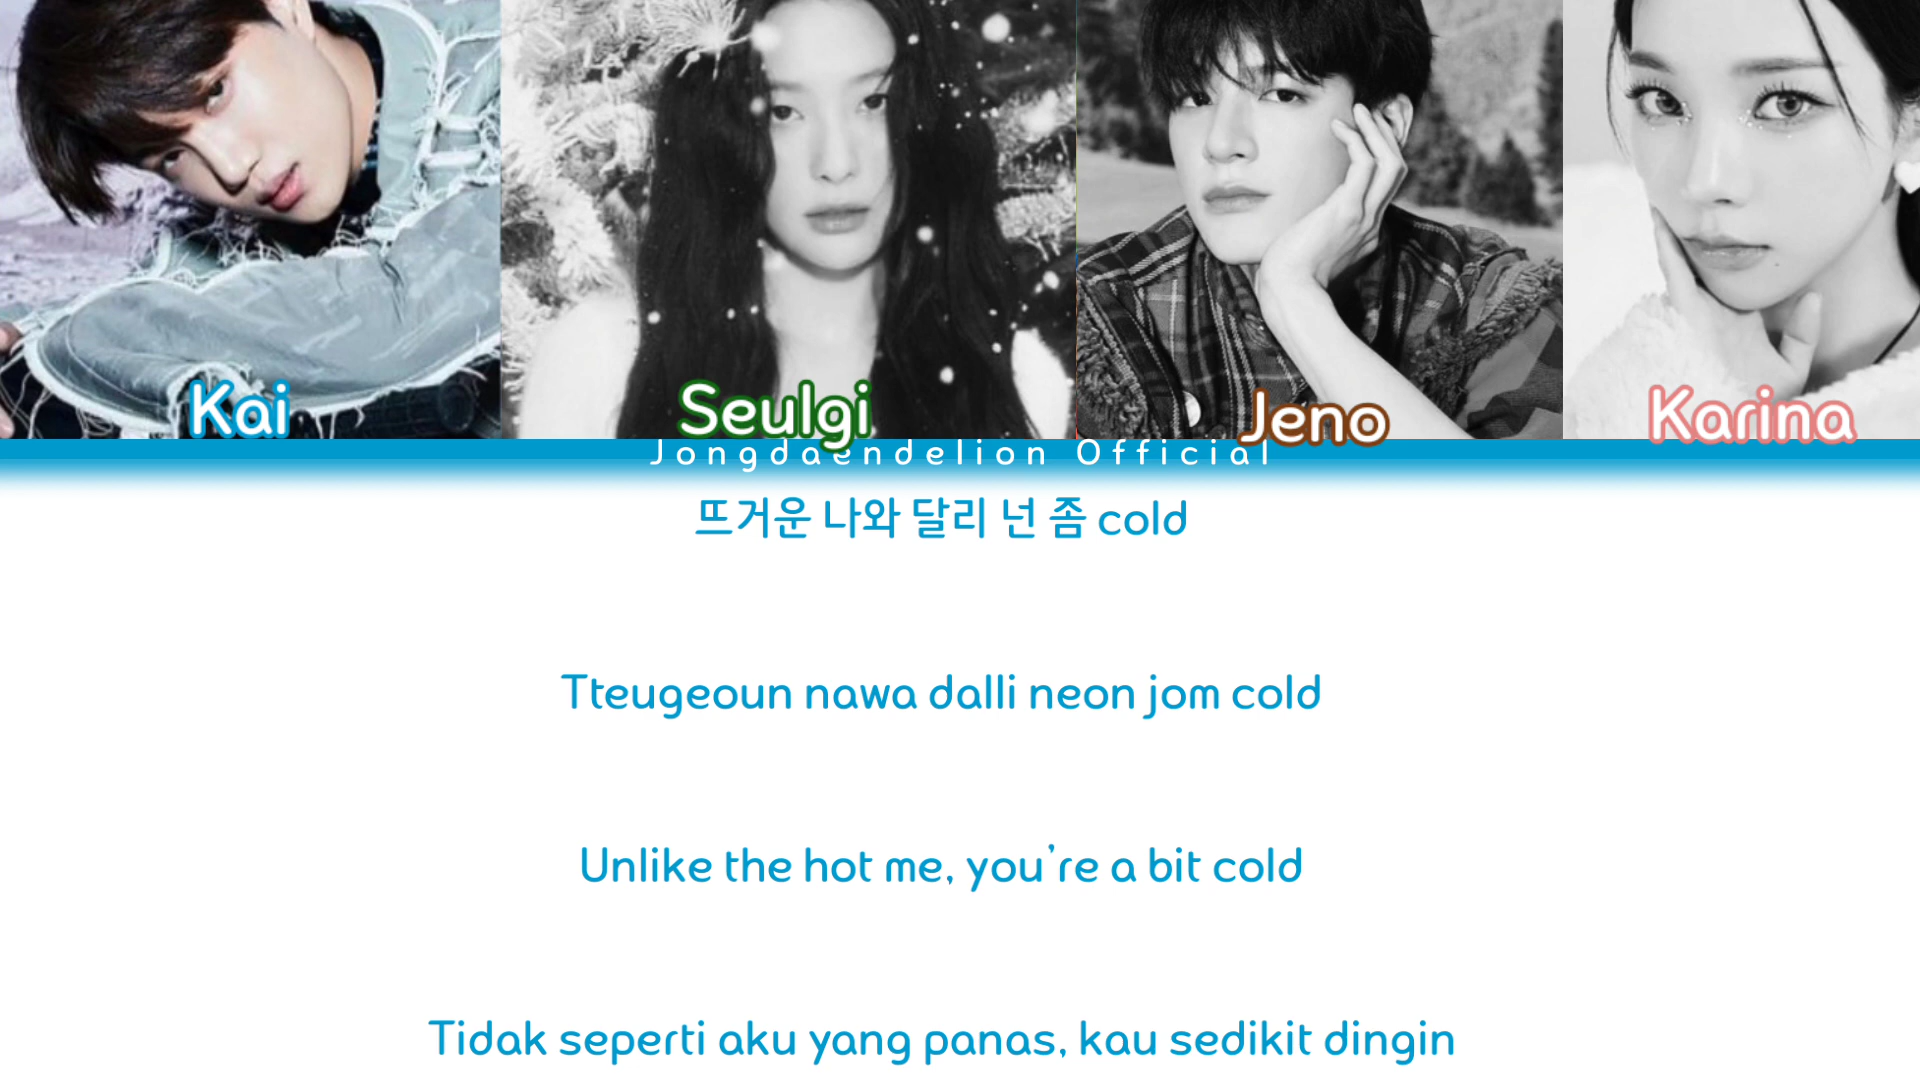 Kai
Seulgi
Jeno
Karina
Jongdaendelion Official
뜨거운 나와 달리 넌 좀 cold
Tteugeoun nawa dalli neon jom cold
Unlike the hot me, you’re a bit cold
Tidak seperti aku yang panas, kau sedikit dingin